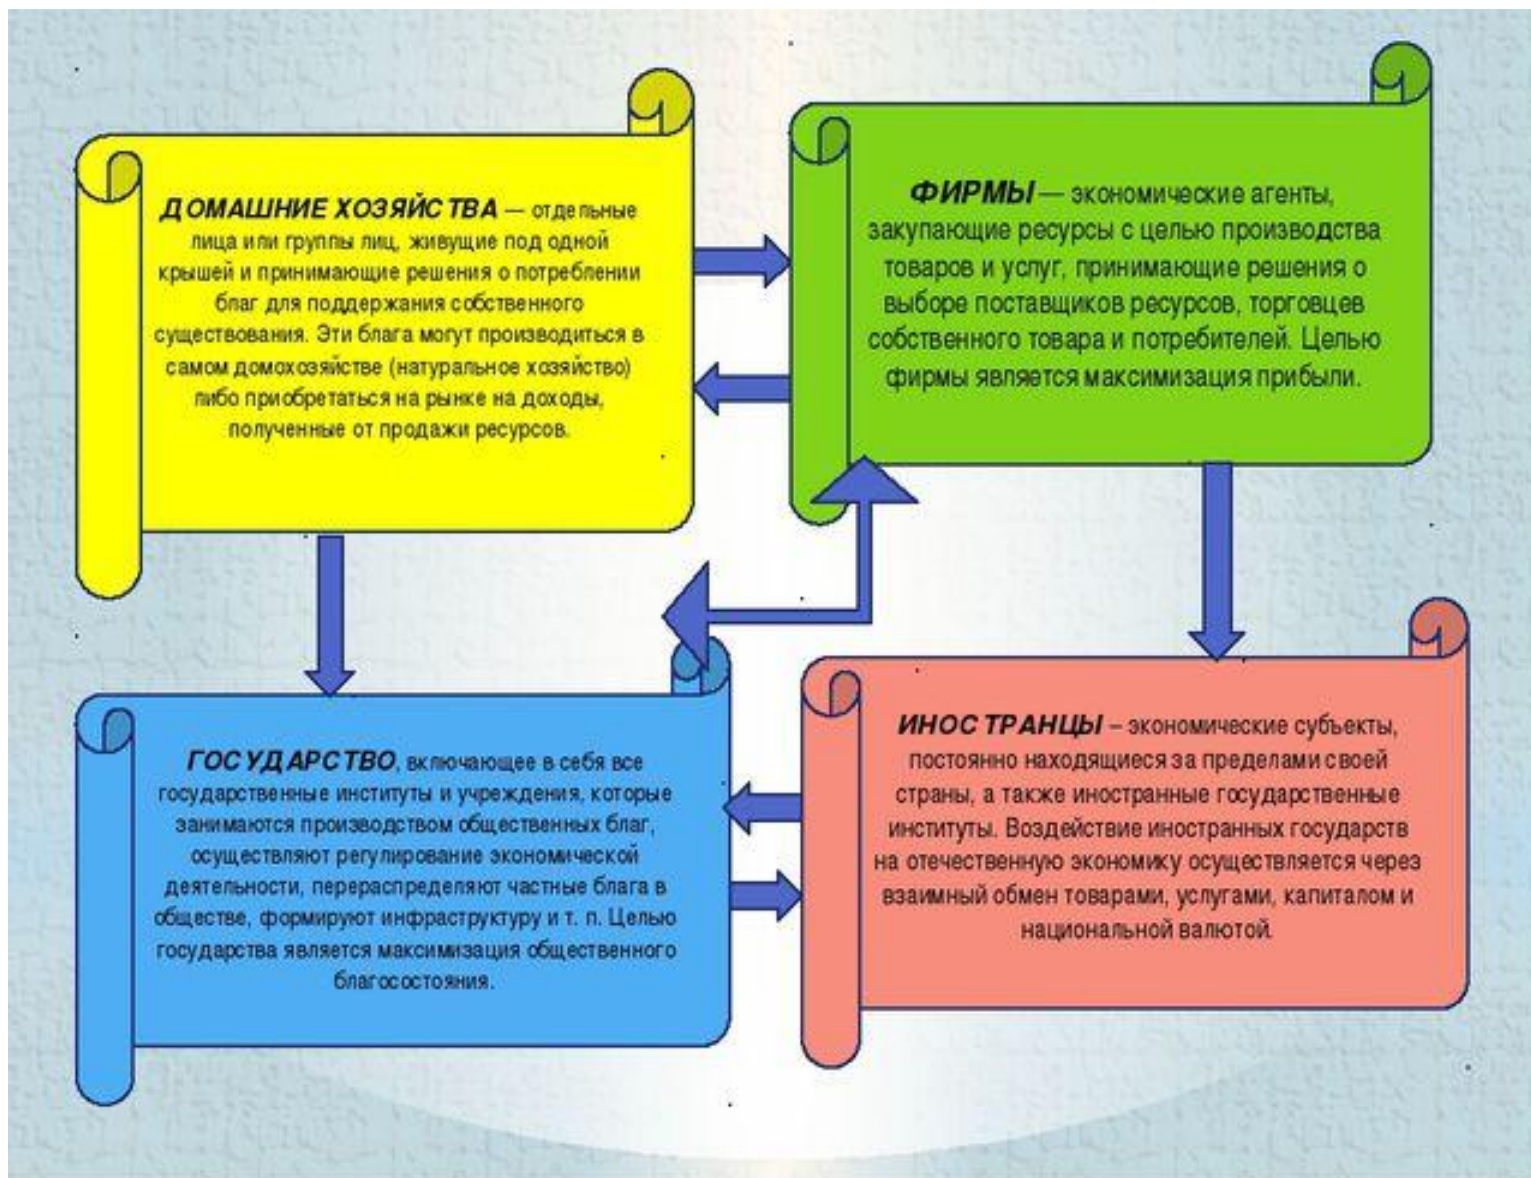 ДОМАШНИЕ ХОЗЯЙСТВА — отдельные
лица или группы лиц, живущие под одной
крышей и принимающие решения о потреблении
благ для поддержания собственного
существования. Эти блага могут производиться в
самом домохозяйстве (натуральное хозяйство)
либо приобретаться на рынке на доходы,
полученные от продажи ресурсов.
ФИРМЫ — экономические агенты,
закупающие ресурсы с целью производства
товаров и услуг, принимающие решения о
выборе поставщиков ресурсов, торговцев
собственного товара и потребителей. Целью
фирмы является максимизация прибыли.
ГОСУДАРСТВО, включающее в себя все
государственные институты и учреждения, которые
занимаются производством общественных благ,
осуществляют регулирование экономической
деятельности, перераспределяют частные блага в
обществе, формируют инфраструктуру и т. п. Целью
государства является максимизация общественного
благосостояния.
ИНОСТРАНЦЫ – экономические субъекты,
постоянно находящиеся за пределами своей
страны, а также иностранные государственные
институты. Воздействие иностранных государств
на отечественную экономику осуществляется через
взаимный обмен товарами, услугами, капиталом и
национальной валютой.